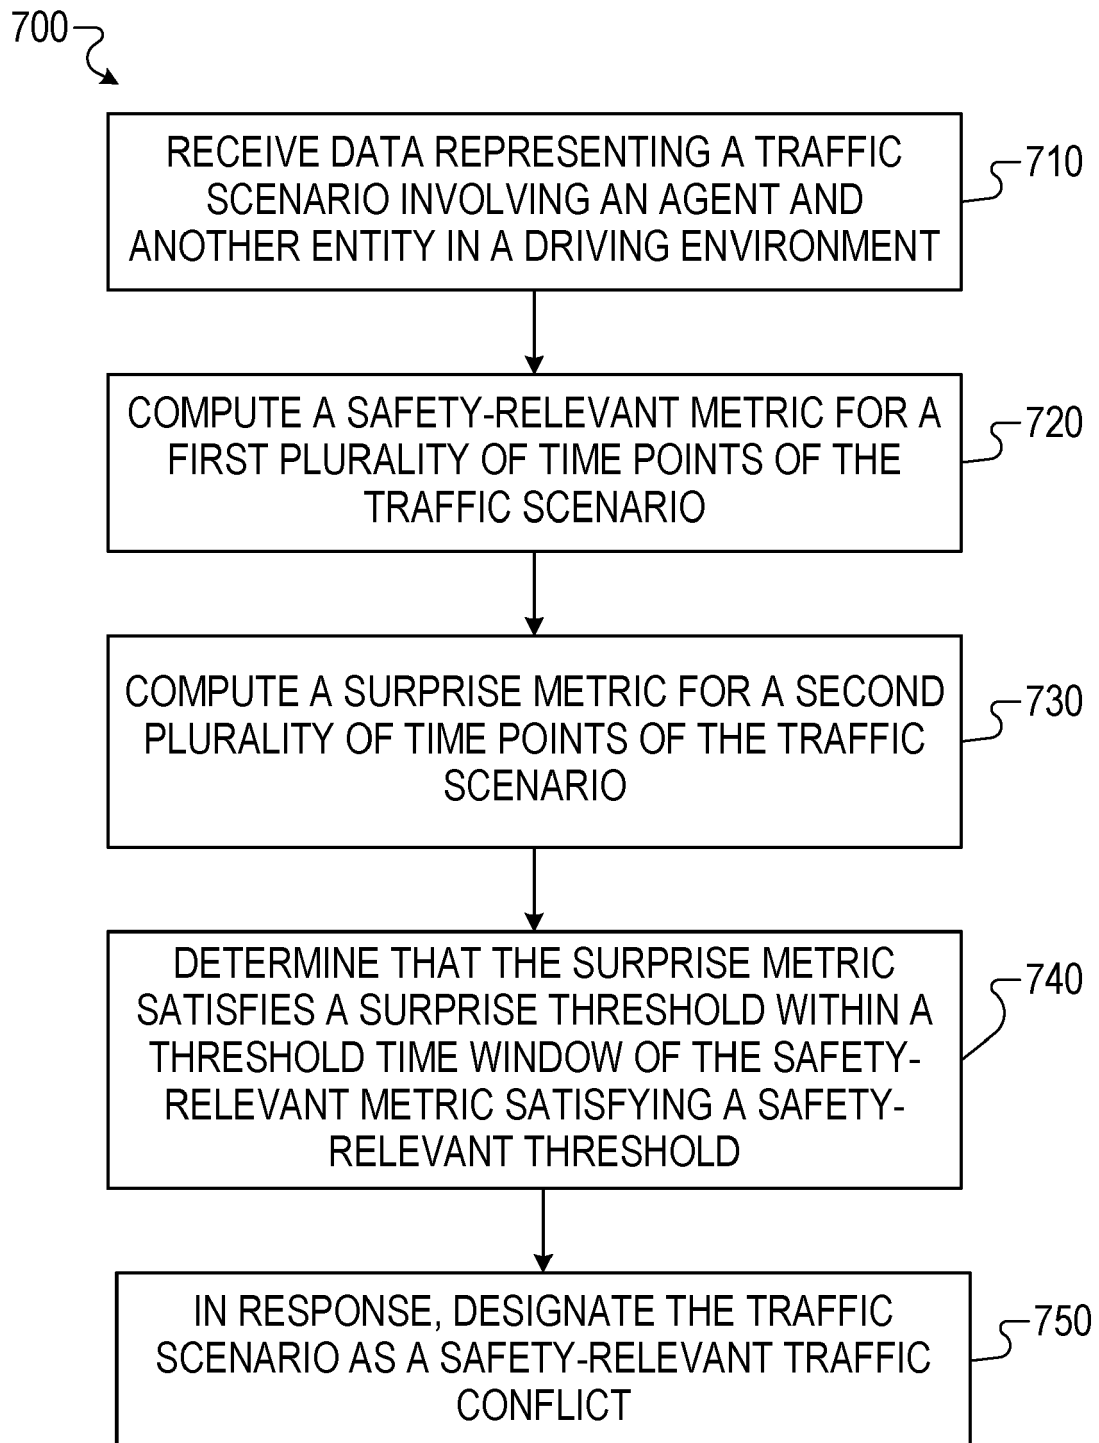 700
RECEIVE DATA REPRESENTING A TRAFFIC
SCENARIO INVOLVING AN AGENT AND
ANOTHER ENTITY IN A DRIVING ENVIRONMENT
710
COMPUTE A SAFETY-RELEVANT METRIC FOR A
FIRST PLURALITY OF TIME POINTS OF THE
TRAFFIC SCENARIO
720
COMPUTE A SURPRISE METRIC FOR A SECOND
PLURALITY OF TIME POINTS OF THE TRAFFIC
SCENARIO
730
DETERMINE THAT THE SURPRISE METRIC
SATISFIES A SURPRISE THRESHOLD WITHIN A
THRESHOLD TIME WINDOW OF THE SAFETY-
RELEVANT METRIC SATISFYING A SAFETY-
RELEVANT THRESHOLD
740
IN RESPONSE, DESIGNATE THE TRAFFIC
SCENARIO AS A SAFETY-RELEVANT TRAFFIC
CONFLICT
750